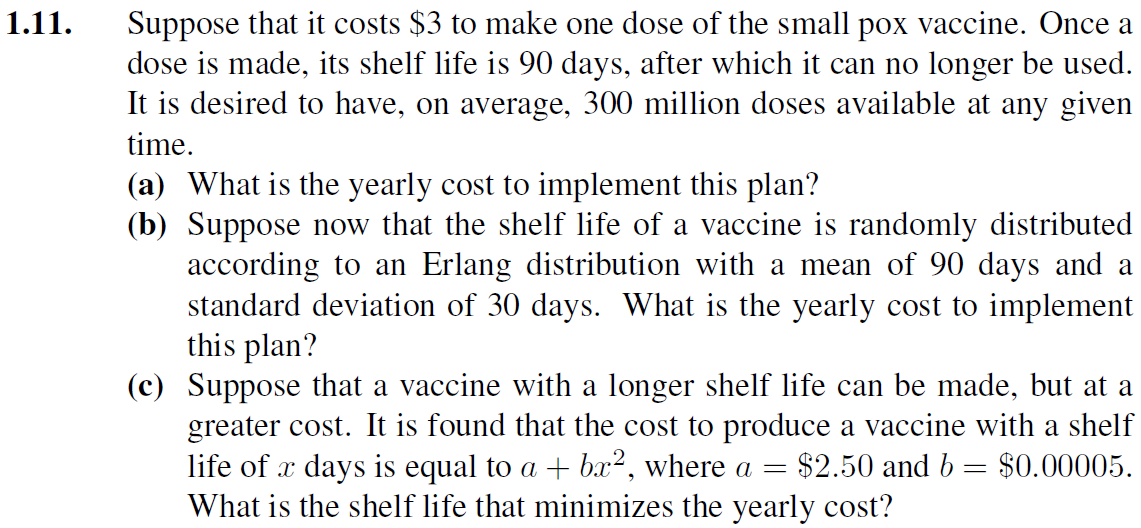 1.11. Suppose that it costs $3 to make one dose of the small pox vaccine. Once a
dose is made, its shelf life is 90 days, after which it can no longer be used.
It is desired to have, on average, 300 million doses available at any given
time.
(a) What is the yearly cost to implement this plan?
(b) Suppose now that the shelf life of a vaccine is randomly distributed
according to an Erlang distribution with a mean of 90 days and a
standard deviation of 30 days. What is the yearly cost to implement
this plan?
(c) Suppose that a vaccine with a longer shelf life can be made, but at a
greater cost. It is found that the cost to produce a vaccine with a shelf
life of x days is equal to a + bx², where a = $2.50 and b = $0.00005.
What is the shelf life that minimizes the yearly cost?